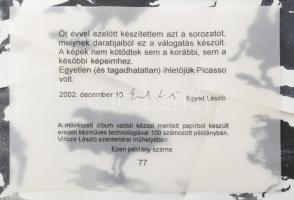 Öt évvel ezelőtt készítettem azt a sorozatot,
melynek darabjaiból ez a válogatás készült.
A képek nem kötődtek sem a korábbi, sem a
későbbi képeimhez.
Egyetlen (és tagadhatatlan) ihletőjük Picasso
volt.
2002. december 10. Egyed László
A művészeti album valódi kézzel merített papírból készült
eredeti kézműves technológiával 100 számozott példányban,
Vincze László szentendrei műhelyében.
Ezen példány száma:
77